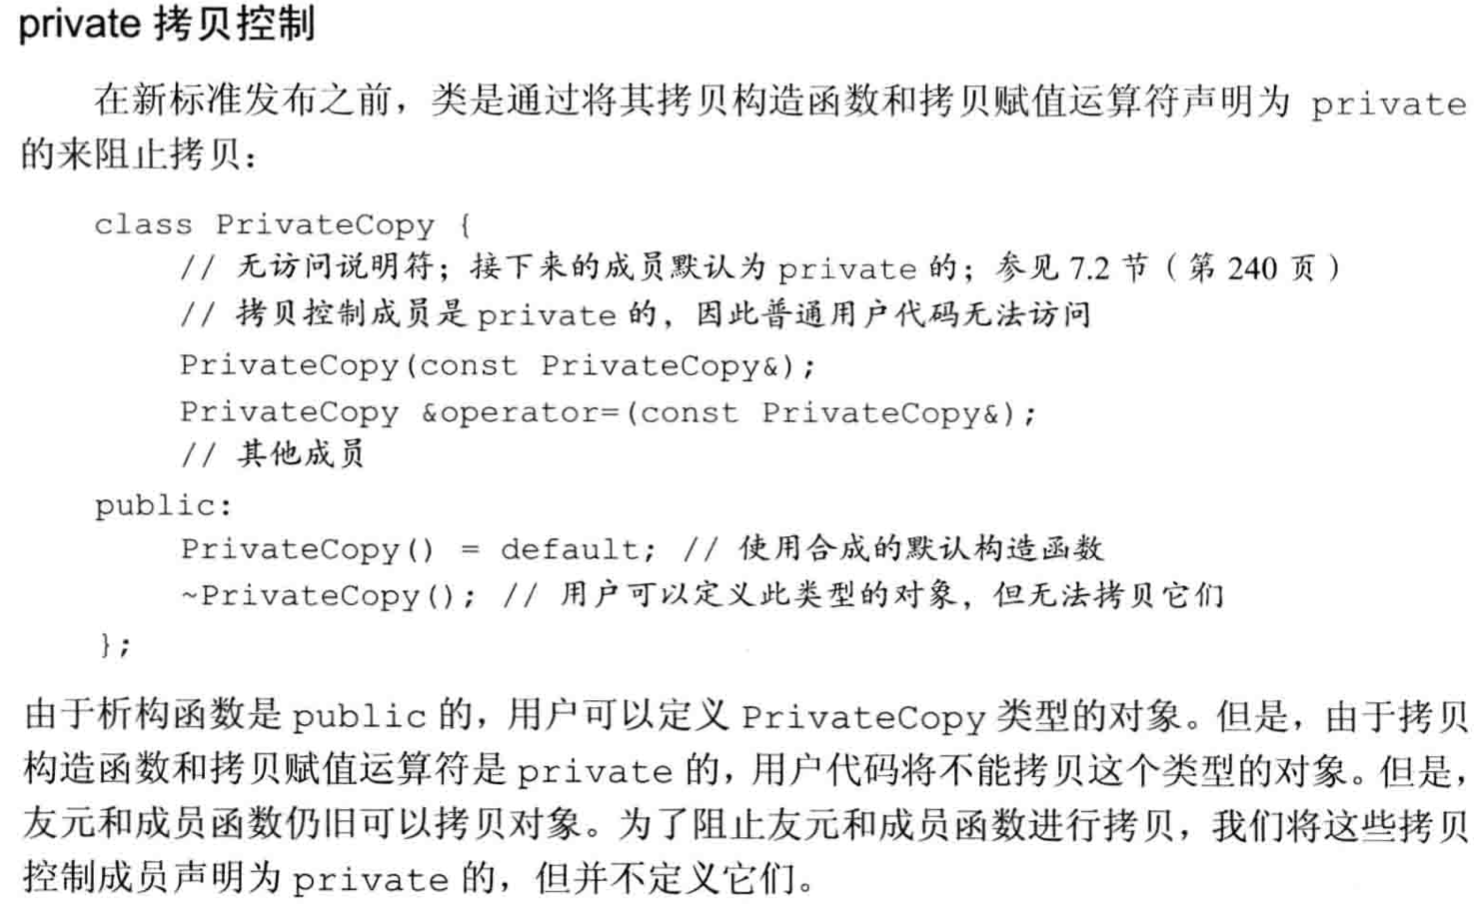 private 拷贝控制
在新标准发布之前，类是通过将其拷贝构造函数和拷贝赋值运算符声明为 private
的来阻止拷贝：
class PrivateCopy {
// 无访问说明符；接下来的成员默认为 private 的；参见 7.2 节（第 240 页）
// 拷贝控制成员是 private 的，因此普通用户代码无法访问
PrivateCopy(const PrivateCopy&);
PrivateCopy &operator=(const PrivateCopy&);
// 其他成员
public:
PrivateCopy() = default; // 使用合成的默认构造函数
~PrivateCopy(); // 用户可以定义此类型的对象，但无法拷贝它们
};
由于析构函数是 public 的，用户可以定义 PrivateCopy 类型的对象。但是，由于拷贝
构造函数和拷贝赋值运算符是 private 的，用户代码将不能拷贝这个类型的对象。但是，
友元和成员函数仍旧可以拷贝对象。为了阻止友元和成员函数进行拷贝，我们将这些拷贝
控制成员声明为 private 的，但并不定义它们。